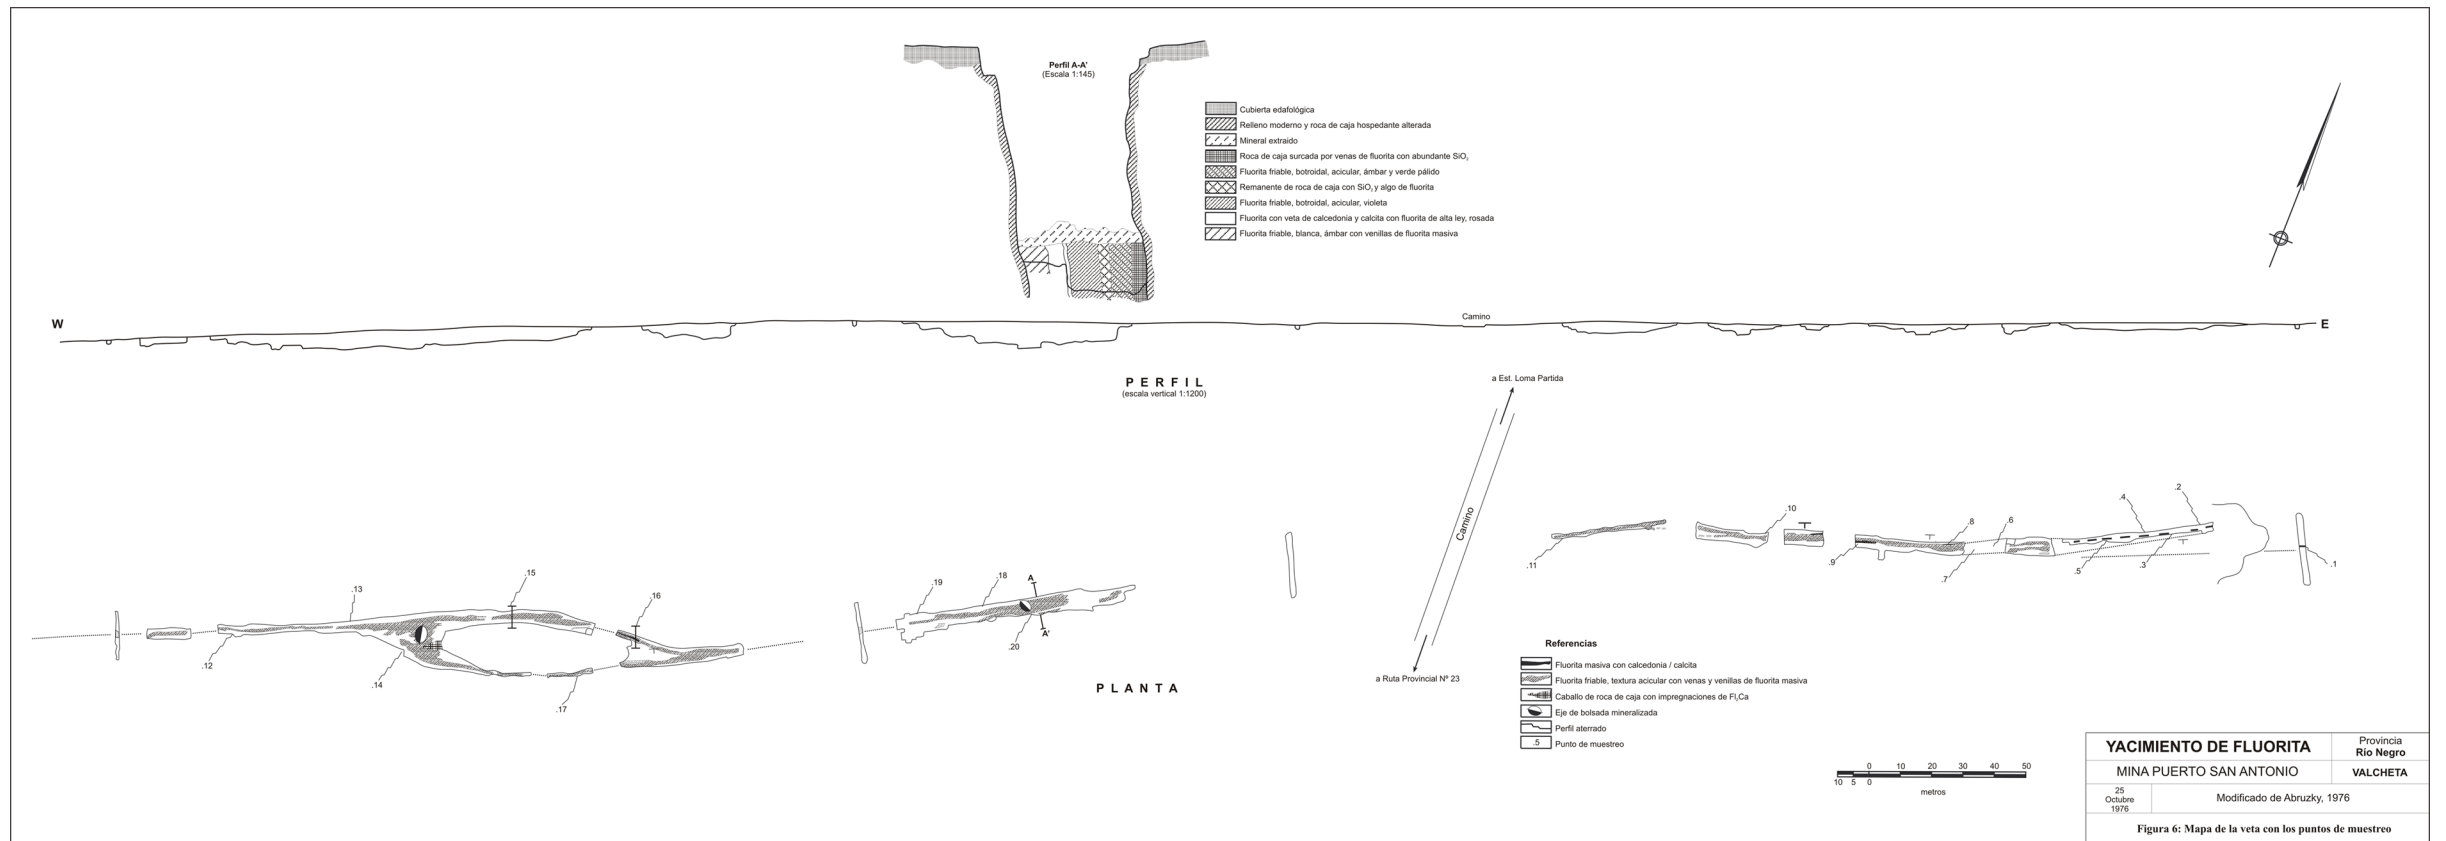 Perfil A-A'
(Escala 1:145)
Cubierta edafológica
Relleno moderno y roca de caja hospedante alterada
Mineral extraido
Roca de caja surcada por venas de fluorita con abundante SiO₂
Fluorita friable, botroidal, acicular, ámbar y verde pálido
Remanente de roca de caja con SiO₂ y algo de fluorita
Fluorita friable, botroidal, acicular, violeta
Fluorita con veta de calcedonia y calcita con fluorita de alta ley, rosada
Fluorita friable, blanca, ámbar con venillas de fluorita masiva
W
Camino
E
PERFIL
(escala vertical 1:1200)
a Est. Loma Partida
Camino
a Ruta Provincial Nº 23
.1
.2
.3
.4
.5
.6
.7
.8
.9
.10
.11
.12
.13
.14
.15
.16
.17
.18
.19
.20
A
A'
PLANTA
Referencias
Fluorita masiva con calcedonia / calcita
Fluorita friable, textura acicular con venas y venillas de fluorita masiva
Caballo de roca de caja con impregnaciones de Fl₂Ca
Eje de bolsada mineralizada
Perfil aterrado
.5 Punto de muestreo
0 10 20 30 40 50
10 5 0
metros
YACIMIENTO DE FLUORITA
Provincia
Río Negro
MINA PUERTO SAN ANTONIO
VALCHETA
25
Octubre
1976
Modificado de Abruzky, 1976
Figura 6: Mapa de la veta con los puntos de muestreo